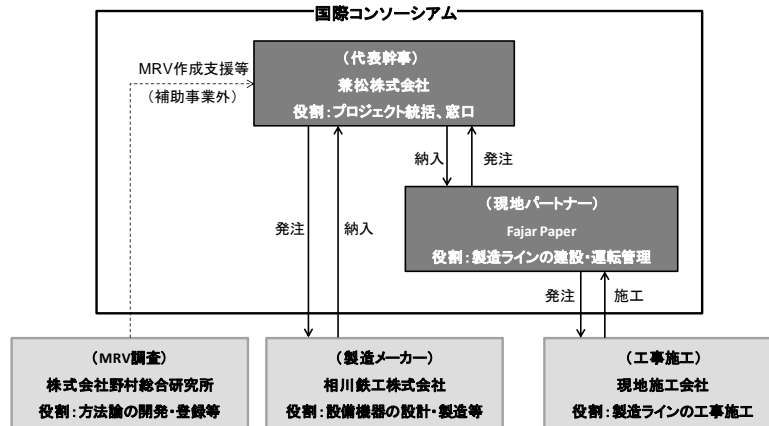 国際コンソーシアム
（代表幹事）
兼松株式会社
役割：プロジェクト統括、窓口
MRV作成支援等
（補助事業外）
納入
発注
（現地パートナー）
Fajar Paper
役割：製造ラインの建設・運転管理
発注
納入
発注
施工
（MRV調査）
株式会社野村総合研究所
役割：方法論の開発・登録等
（製造メーカー）
相川鉄工株式会社
役割：設備機器の設計・製造等
（工事施工）
現地施工会社
役割：製造ラインの工事施工